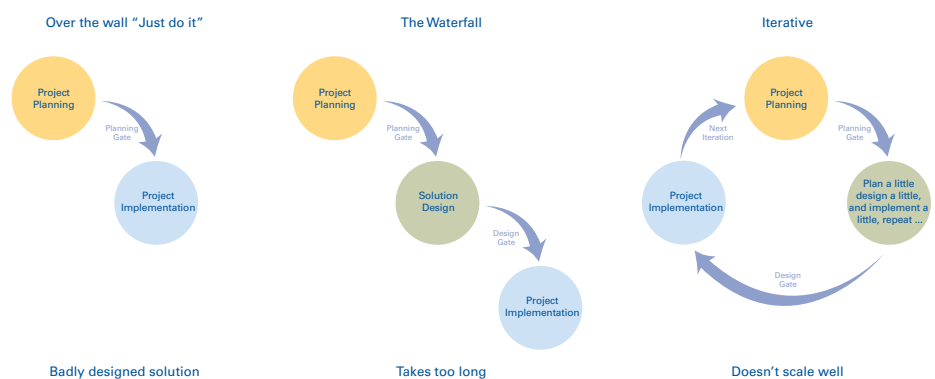 Over the wall “Just do it”
Project
Planning
Planning
Gate
Project
Implementation
Badly designed solution
The Waterfall
Project
Planning
Planning
Gate
Solution
Design
Design
Gate
Project
Implementation
Takes too long
Iterative
Project
Planning
Planning
Gate
Plan a little
design a little,
and implement a
little, repeat ...
Design
Gate
Project
Implementation
Next
Iteration
Doesn’t scale well